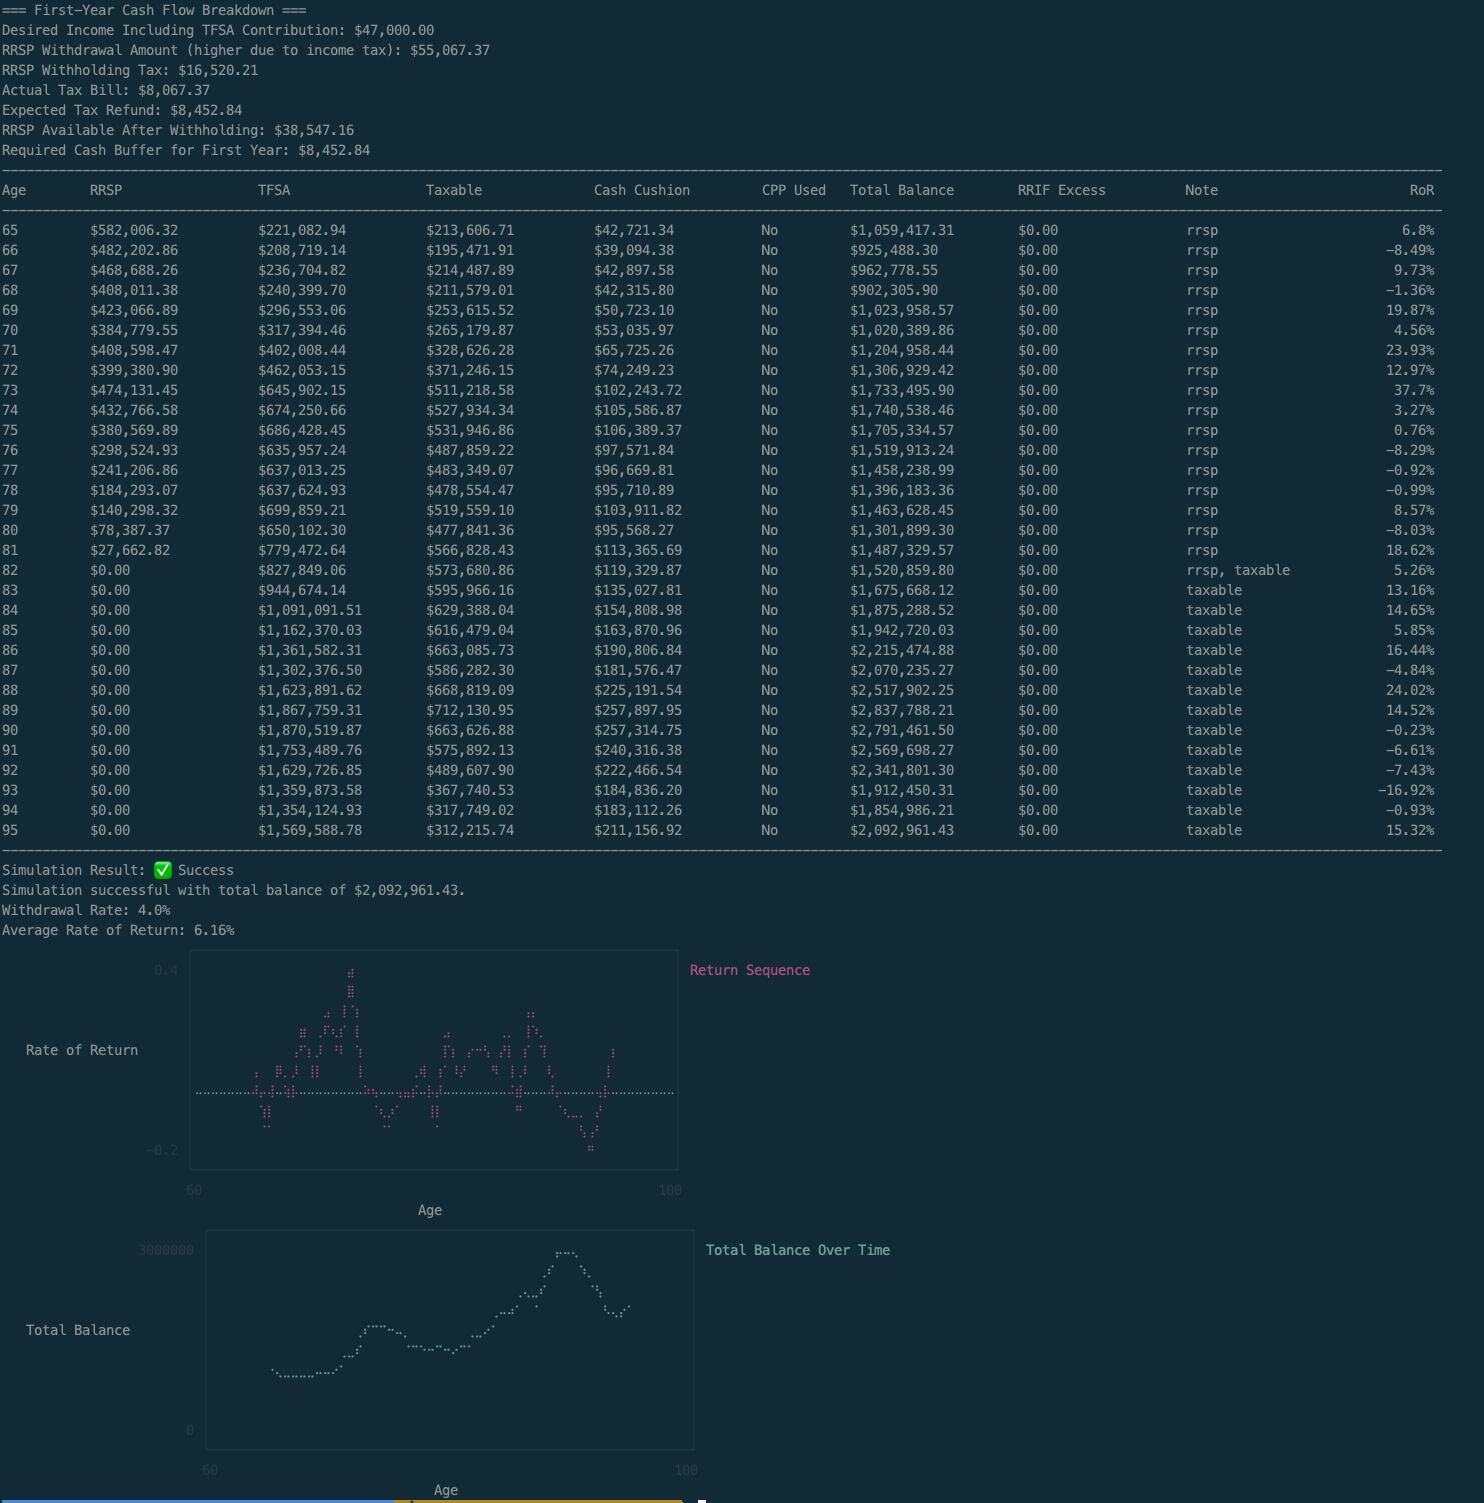 === First-Year Cash Flow Breakdown ===
Desired Income Including TFSA Contribution: $47,000.00
RRSP Withdrawal Amount (higher due to income tax): $55,067.37
RRSP Withholding Tax: $16,520.21
Actual Tax Bill: $8,067.37
Expected Tax Refund: $8,452.84
RRSP Available After Withholding: $38,547.16
Required Cash Buffer for First Year: $8,452.84
Age RRSP TFSA Taxable Cash Cushion CPP Used Total Balance RRIF Excess Note RoR
65 $582,006.32 $221,082.94 $213,606.71 $42,721.34 No $1,059,417.31 $0.00 rrsp 6.8%
66 $482,202.86 $208,719.14 $195,471.91 $39,094.38 No $925,488.30 $0.00 rrsp -8.49%
67 $468,688.26 $236,704.82 $214,487.89 $42,897.58 No $962,778.55 $0.00 rrsp 9.73%
68 $408,011.38 $240,399.70 $211,579.01 $42,315.80 No $902,305.90 $0.00 rrsp -1.36%
69 $423,066.89 $296,553.06 $253,615.52 $50,723.10 No $1,023,958.57 $0.00 rrsp 19.87%
70 $384,779.55 $317,394.46 $265,179.87 $53,035.97 No $1,020,389.86 $0.00 rrsp 4.56%
71 $408,598.47 $402,008.44 $328,626.28 $65,725.26 No $1,204,958.44 $0.00 rrsp 23.93%
72 $399,380.90 $462,053.15 $371,246.15 $74,249.23 No $1,306,929.42 $0.00 rrsp 12.97%
73 $474,131.45 $645,902.15 $511,218.58 $102,243.72 No $1,733,495.90 $0.00 rrsp 37.7%
74 $432,766.58 $674,250.66 $527,934.34 $105,586.87 No $1,740,538.46 $0.00 rrsp 3.27%
75 $380,569.89 $686,428.45 $531,946.86 $106,389.37 No $1,705,334.57 $0.00 rrsp 0.76%
76 $298,524.93 $635,957.24 $487,859.22 $97,571.84 No $1,519,913.24 $0.00 rrsp -8.29%
77 $241,206.86 $637,013.25 $483,349.07 $96,669.81 No $1,458,238.99 $0.00 rrsp -0.92%
78 $184,293.07 $637,624.93 $478,554.47 $95,710.89 No $1,396,183.36 $0.00 rrsp -0.99%
79 $140,298.32 $699,859.21 $519,559.10 $103,911.82 No $1,463,628.45 $0.00 rrsp 8.57%
80 $78,387.37 $650,102.30 $477,841.36 $95,568.27 No $1,301,899.30 $0.00 rrsp -8.03%
81 $27,662.82 $779,472.64 $566,828.43 $113,365.69 No $1,487,329.57 $0.00 rrsp 18.62%
82 $0.00 $827,849.06 $573,680.86 $119,329.87 No $1,520,859.80 $0.00 rrsp, taxable 5.26%
83 $0.00 $944,674.14 $595,966.16 $135,027.81 No $1,675,668.12 $0.00 taxable 13.16%
84 $0.00 $1,091,091.51 $629,388.04 $154,808.98 No $1,875,288.52 $0.00 taxable 14.65%
85 $0.00 $1,162,370.03 $616,479.04 $163,870.96 No $1,942,720.03 $0.00 taxable 5.85%
86 $0.00 $1,361,582.31 $663,085.73 $190,806.84 No $2,215,474.88 $0.00 taxable 16.44%
87 $0.00 $1,302,376.50 $586,282.30 $181,576.47 No $2,070,235.27 $0.00 taxable -4.84%
88 $0.00 $1,623,891.62 $668,819.09 $225,191.54 No $2,517,902.25 $0.00 taxable 24.02%
89 $0.00 $1,867,759.31 $712,130.95 $257,897.95 No $2,837,788.21 $0.00 taxable 14.52%
90 $0.00 $1,870,519.87 $663,626.88 $257,314.75 No $2,791,461.50 $0.00 taxable -0.23%
91 $0.00 $1,753,489.76 $575,892.13 $240,316.38 No $2,569,698.27 $0.00 taxable -6.61%
92 $0.00 $1,629,726.85 $489,607.90 $222,466.54 No $2,341,801.30 $0.00 taxable -7.43%
93 $0.00 $1,359,873.58 $367,740.53 $184,836.20 No $1,912,450.31 $0.00 taxable -16.92%
94 $0.00 $1,354,124.93 $317,749.02 $183,112.26 No $1,854,986.21 $0.00 taxable -0.93%
95 $0.00 $1,569,588.78 $312,215.74 $211,156.92 No $2,092,961.43 $0.00 taxable 15.32%
Simulation Result: ✅ Success
Simulation successful with total balance of $2,092,961.43.
Withdrawal Rate: 4.0%
Average Rate of Return: 6.16%
0.4 Return Sequence
Rate of Return
-0.2
60 100
Age
3000000 Total Balance Over Time
Total Balance
0
60 100
Age